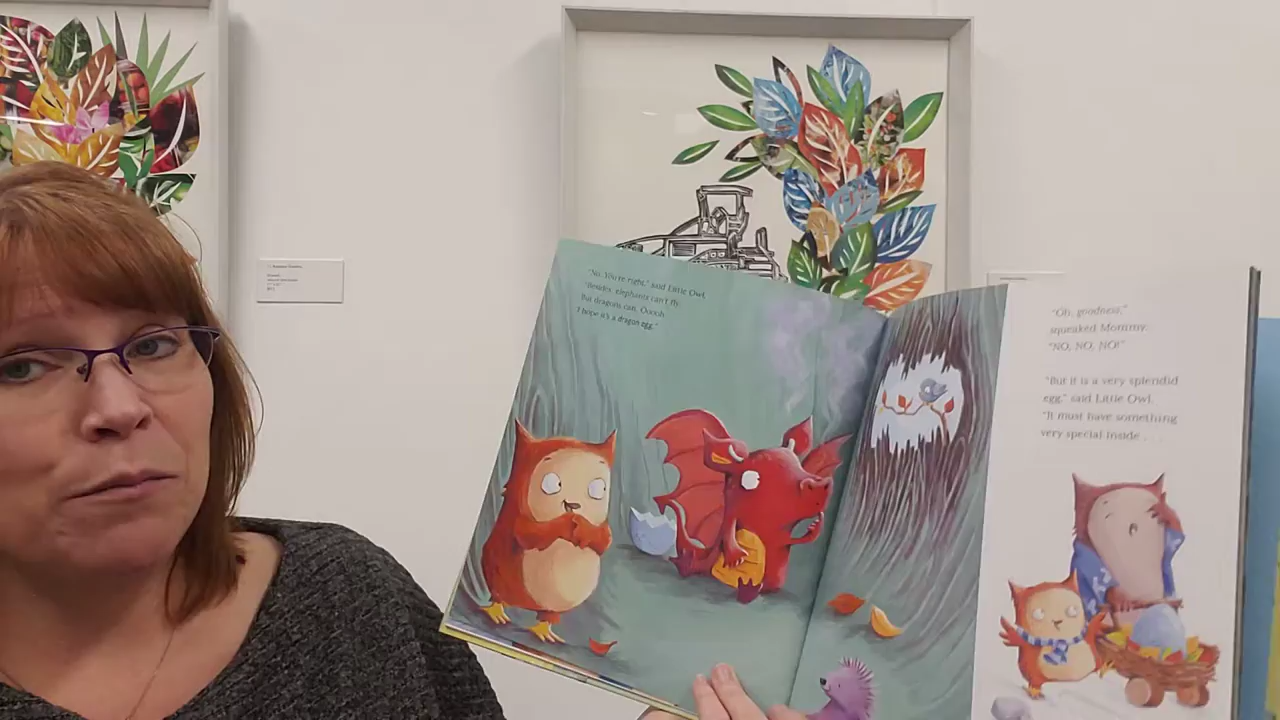 "No. You're right," said Little Owl.
"Besides, elephants can't fly.
But dragons can. Ooooh
I hope it's a dragon egg."
"Oh, goodness,"
squeaked Mommy.
"NO, NO, NO!"
"But it is a very splendid
egg," said Little Owl.
"It must have something
very special inside . . .